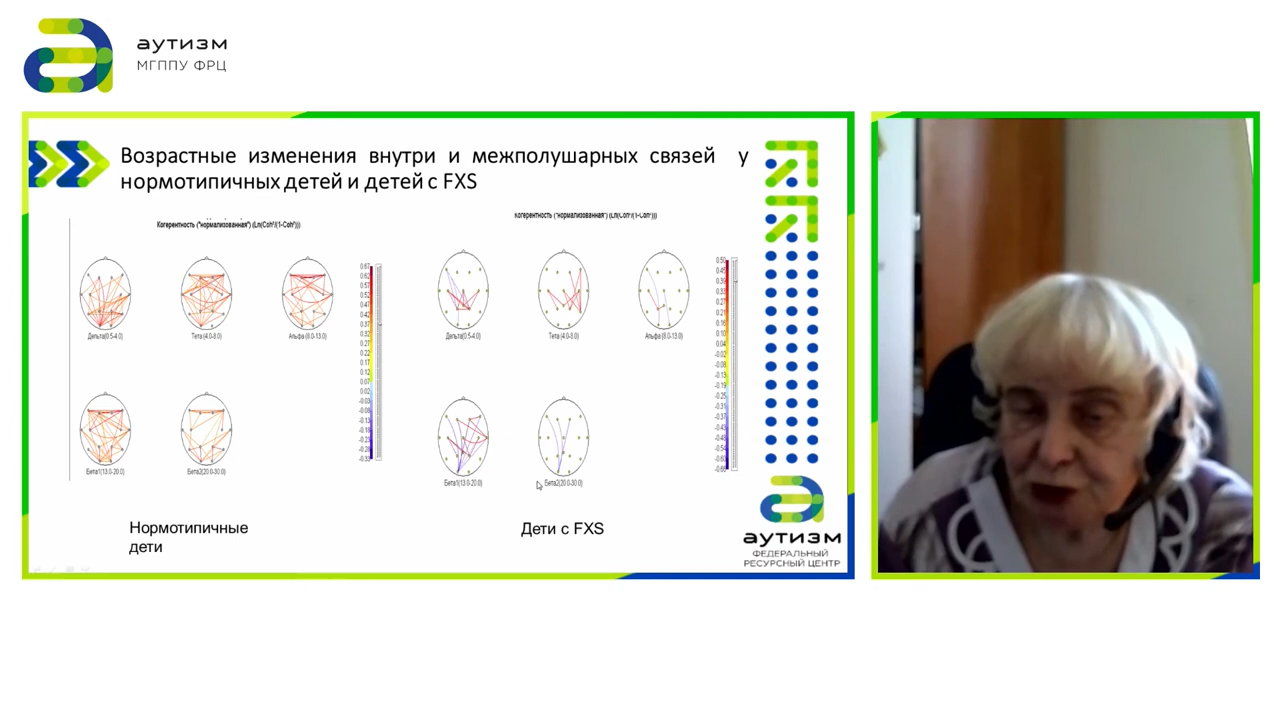 аутизм
МГППУ ФРЦ
Возрастные изменения внутри и межполушарных связей у
нормотипичных детей и детей с FXS
Когерентность ("нормализованная") (Ln(Coh²/(1-Coh²)))
Когерентность ("нормализованная") (Ln(Coh²/(1-Coh²)))
Дельта(0.5-4.0)
Тета (4.0-8.0)
Альфа (8.0-13.0)
Дельта(0.5-4.0)
Тета (4.0-8.0)
Альфа (8.0-13.0)
Бета1(13.0-20.0)
Бета2(20.0-30.0)
Бета1(13.0-20.0)
Бета2(20.0-30.0)
Нормотипичные
дети
Дети с FXS
аутизм
ФЕДЕРАЛЬНЫЙ
РЕСУРСНЫЙ ЦЕНТР